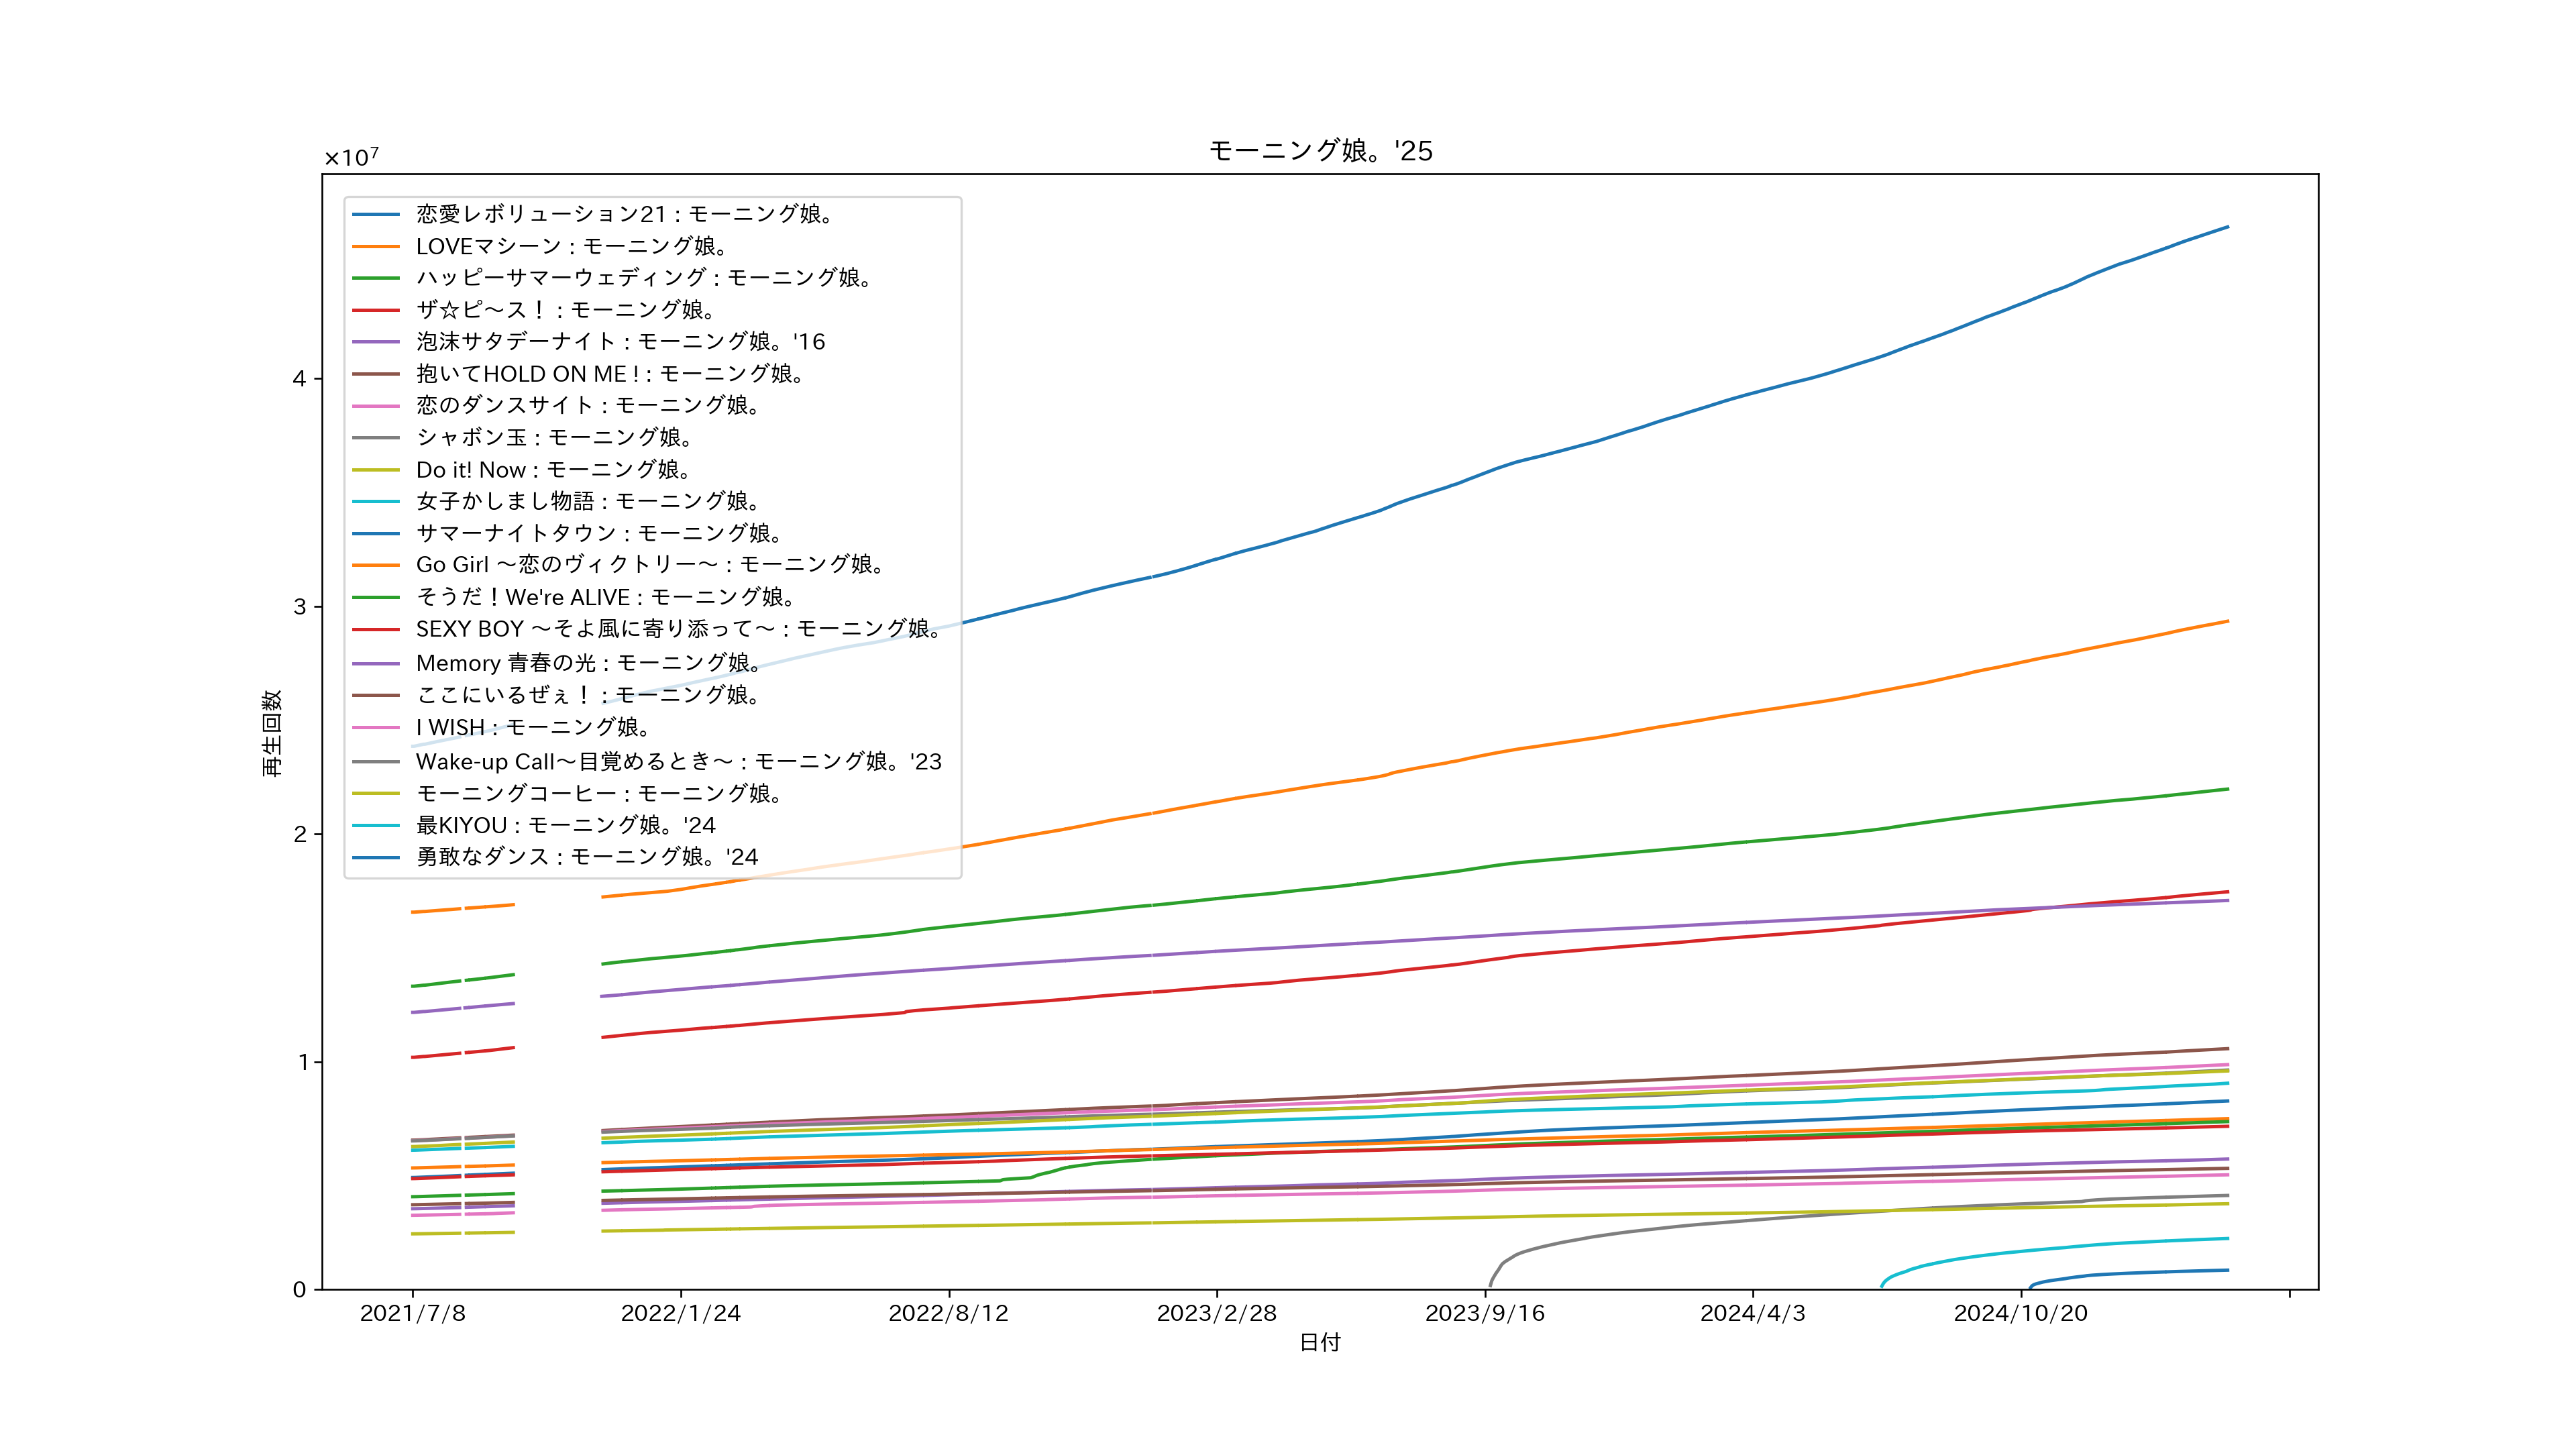 モーニング娘。'25
×10⁷
恋愛レボリューション21 : モーニング娘。
LOVEマシーン : モーニング娘。
ハッピーサマーウェディング : モーニング娘。
ザ☆ピ〜ス！ : モーニング娘。
泡沫サタデーナイト : モーニング娘。'16
抱いてHOLD ON ME ! : モーニング娘。
恋のダンスサイト : モーニング娘。
シャボン玉 : モーニング娘。
Do it! Now : モーニング娘。
女子かしまし物語 : モーニング娘。
サマーナイトタウン : モーニング娘。
Go Girl 〜恋のヴィクトリー〜 : モーニング娘。
そうだ！We're ALIVE : モーニング娘。
SEXY BOY 〜そよ風に寄り添って〜 : モーニング娘。
Memory 青春の光 : モーニング娘。
ここにいるぜぇ！ : モーニング娘。
I WISH : モーニング娘。
Wake-up Call〜目覚めるとき〜 : モーニング娘。'23
モーニングコーヒー : モーニング娘。
最KIYOU : モーニング娘。'24
勇敢なダンス : モーニング娘。'24
4
3
2
1
0
再生回数
2021/7/8
2022/1/24
2022/8/12
2023/2/28
2023/9/16
2024/4/3
2024/10/20
日付